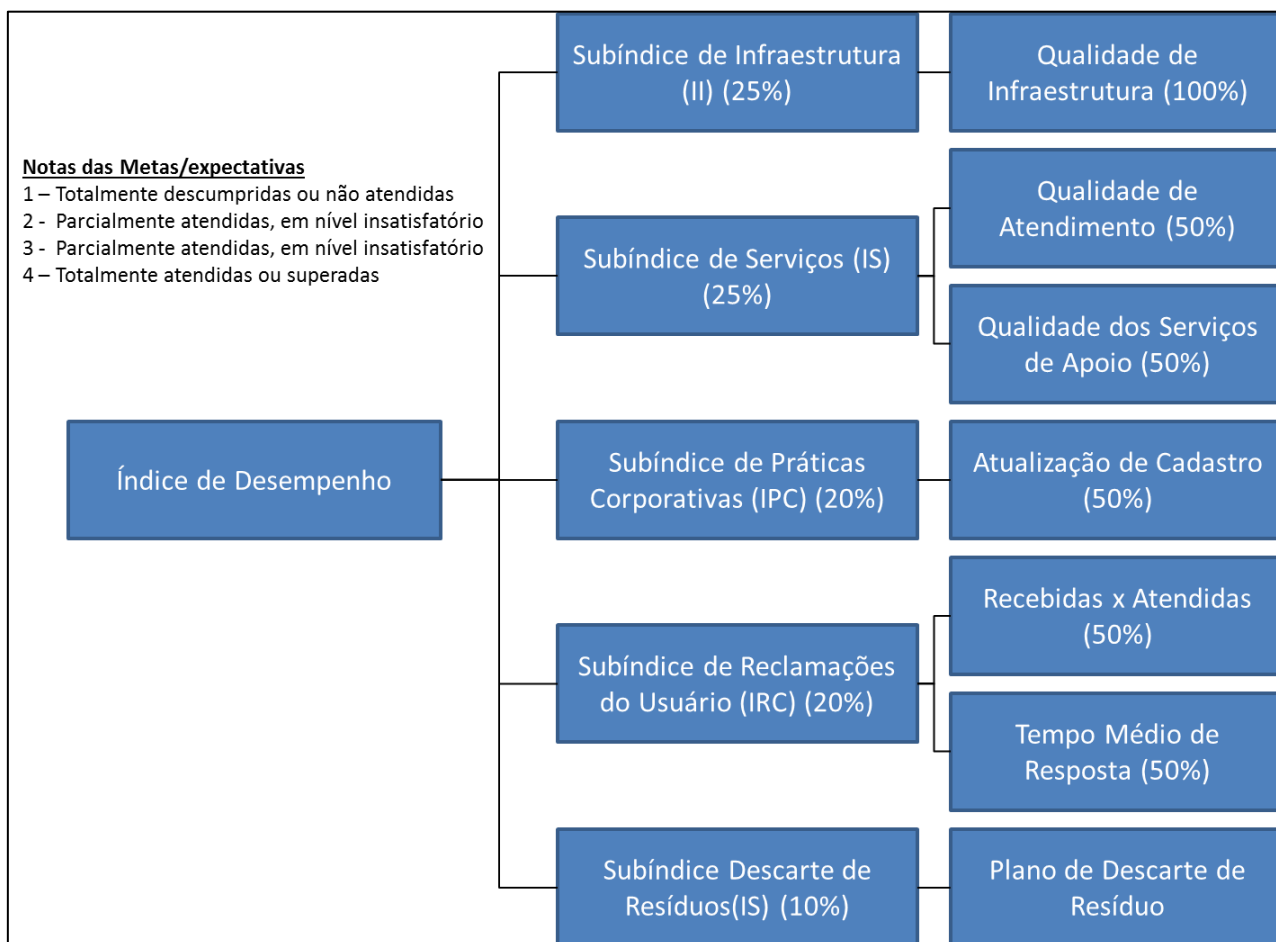 Notas das Metas/expectativas
1 – Totalmente descumpridas ou não atendidas
2 -  Parcialmente atendidas, em nível insatisfatório
3 - Parcialmente atendidas, em nível insatisfatório
4 – Totalmente atendidas ou superadas
Índice de Desempenho
Subíndice de Infraestrutura
(II) (25%)
Qualidade de
Infraestrutura (100%)
Subíndice de Serviços (IS)
(25%)
Qualidade de
Atendimento (50%)
Qualidade dos Serviços
de Apoio (50%)
Subíndice de Práticas
Corporativas (IPC) (20%)
Atualização de Cadastro
(50%)
Subíndice de Reclamações
do Usuário (IRC) (20%)
Recebidas x Atendidas
(50%)
Tempo Médio de
Resposta (50%)
Subíndice Descarte de
Resíduos(IS) (10%)
Plano de Descarte de
Resíduo